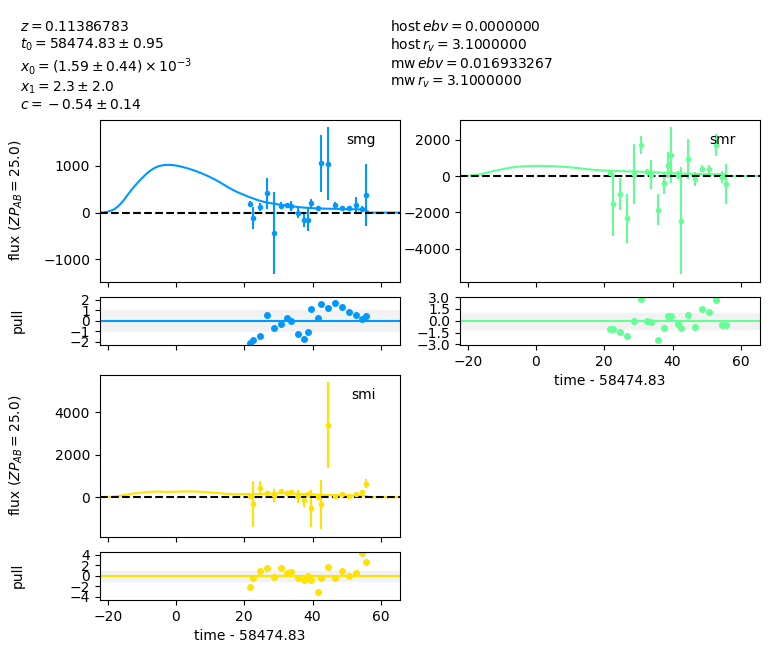 z = 0.11386783
t₀ = 58474.83 ± 0.95
x₀ = (1.59 ± 0.44) × 10⁻³
x₁ = 2.3 ± 2.0
c = −0.54 ± 0.14
host ebv = 0.0000000
host r_v = 3.1000000
mw ebv = 0.016933267
mw r_v = 3.1000000
smg
flux (ZP_AB = 25.0)
1000
0
−1000
smr
2000
0
−2000
−4000
pull
2
1
0
−1
−2
3.0
1.5
0.0
−1.5
−3.0
−20 0 20 40 60
time - 58474.83
smi
flux (ZP_AB = 25.0)
4000
2000
0
pull
4
2
0
−2
−4
−20 0 20 40 60
time - 58474.83